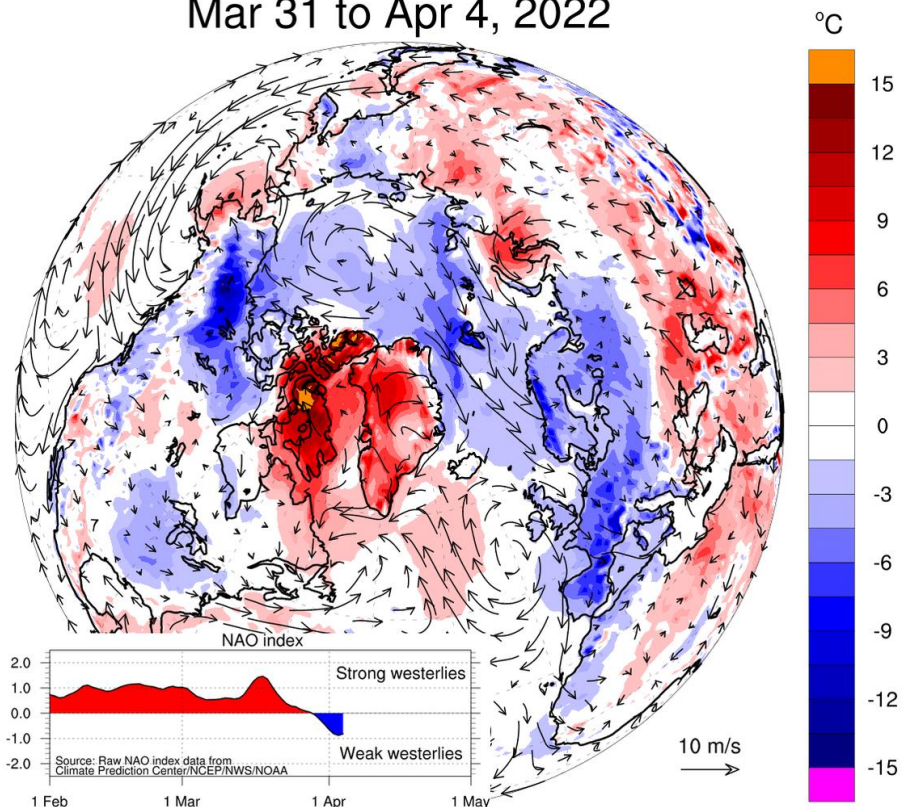 Mar 31 to Apr 4, 2022
°C
15
12
9
6
3
0
-3
-6
-9
-12
-15
7
NAO index
2.0
1.0
0.0
-1.0
-2.0
Strong westerlies
Weak westerlies
Source: Raw NAO index data from
Climate Prediction Center/NCEP/NWS/NOAA
1 Feb
1 Mar
1 Apr
1 May
10 m/s